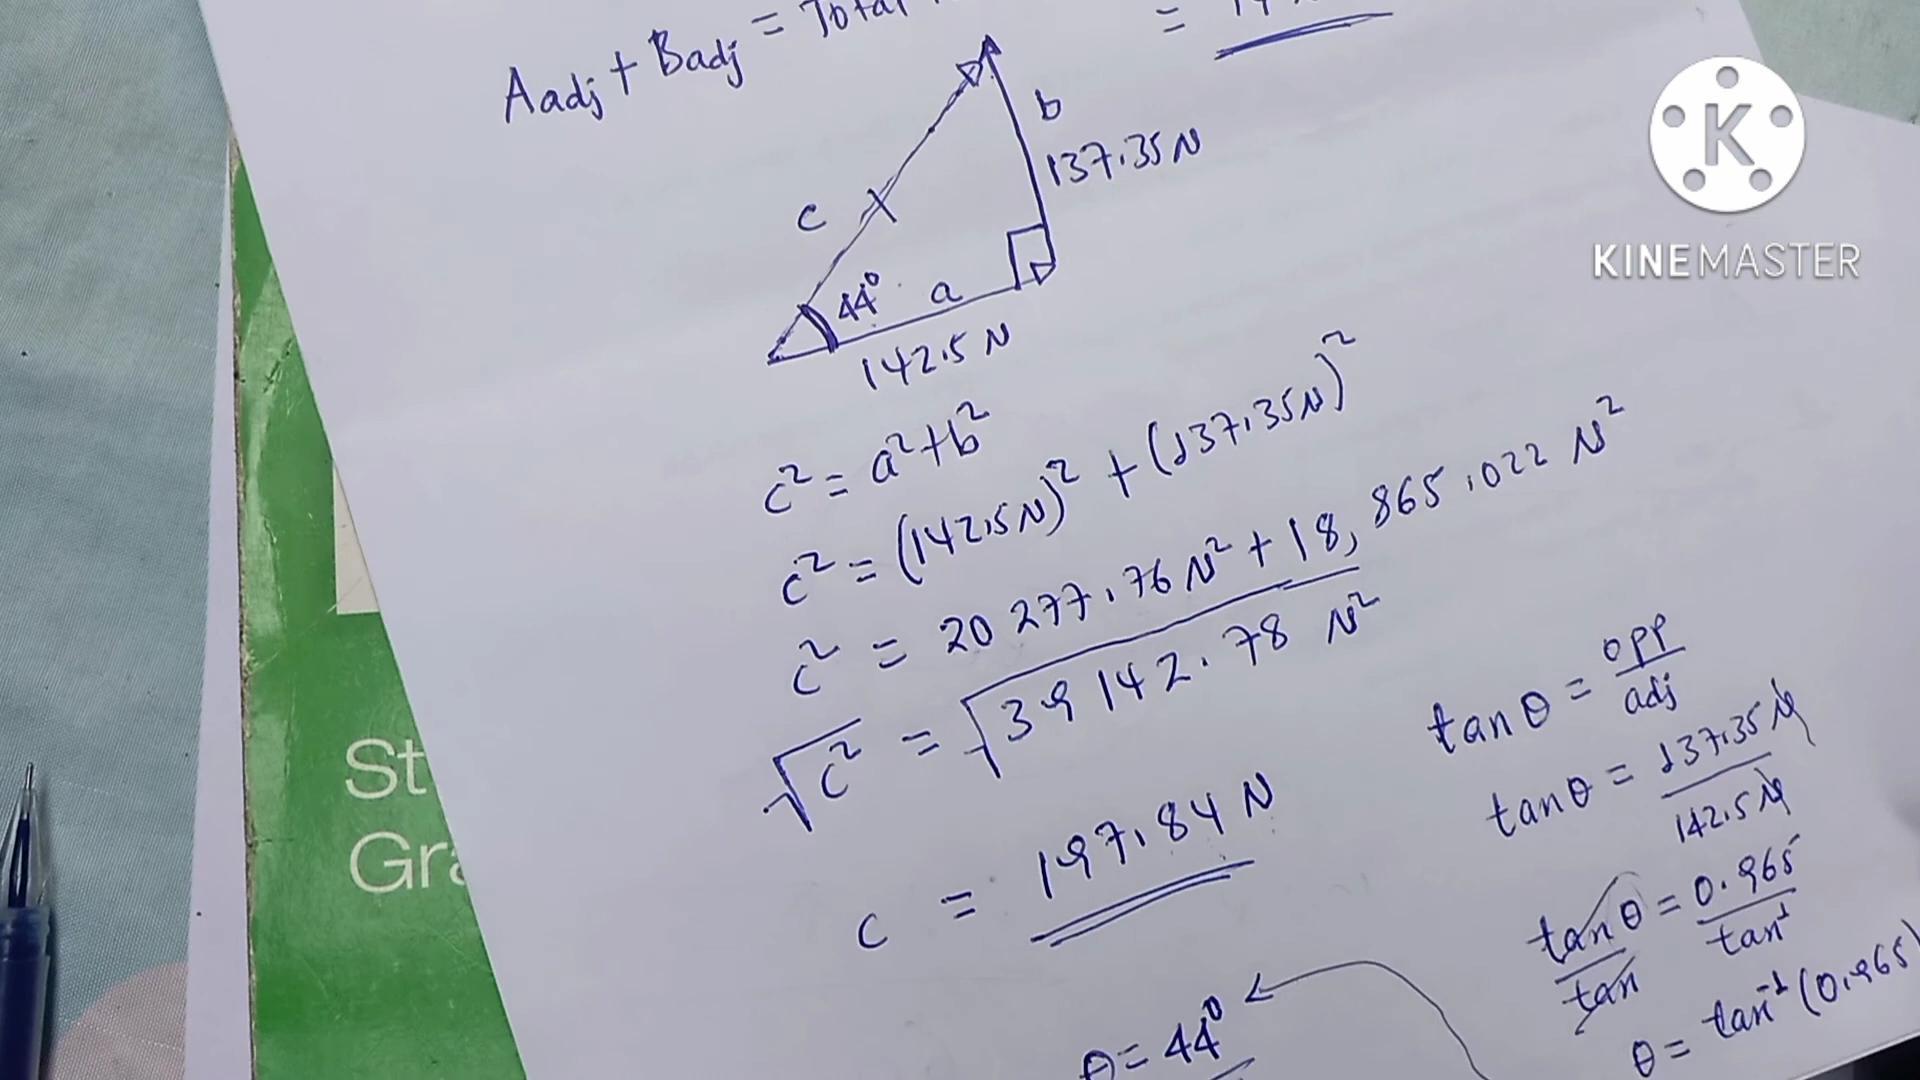 Aadj + Badj = Total
=
b
137.35 N
c
44°
a
142.5 N
K
KINEMASTER
c² = a² + b²
c² = (142.5N)² + (137.35N)²
c² = 20 277.76 N² + 18,865.022 N²
√c² = √39 142.78 N²
c = 197.84 N
θ = 44°
tan θ = opp/adj
tan θ = 137.35 N/142.5 N
tan θ/tan = 0.965/tan⁻¹
θ = tan⁻¹ (0.965)
St
Gra